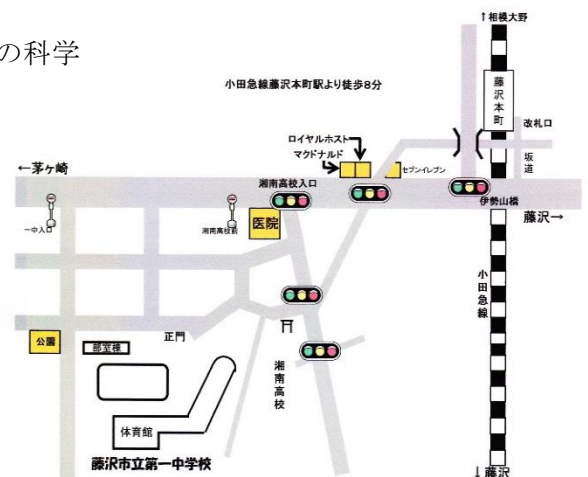 の科学
↑相模大野
小田急線藤沢本町駅より徒歩8分
藤沢本町
改札口
坂道
ロイヤルホスト
マクドナルド
セブンイレブン
←茅ヶ崎
湘南高校入口
伊勢山橋
藤沢→
一中入口
湘南高校前
医院
小田急線
公園
正門
部室棟
湘南高校
体育館
藤沢市立第一中学校
↓藤沢